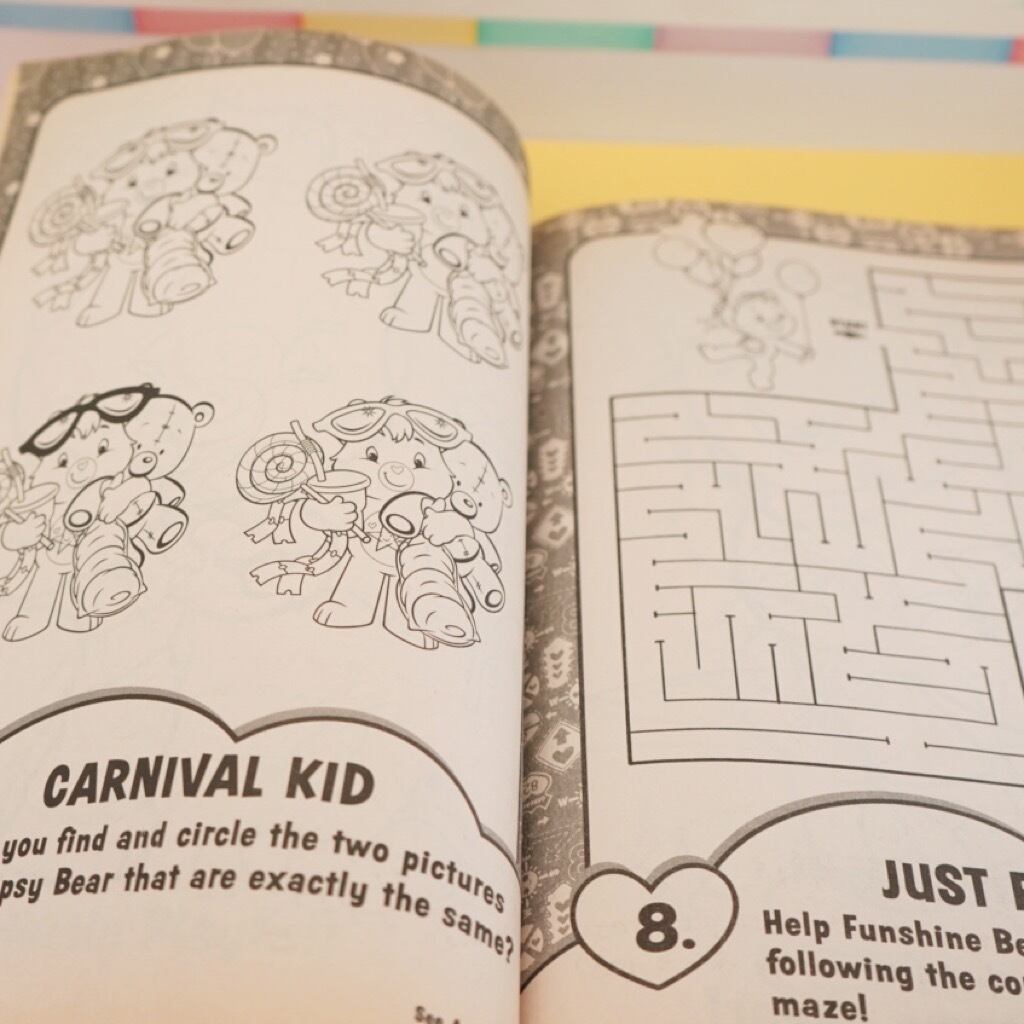 CARNIVAL KID
you find and circle the two pictures
psy Bear that are exactly the same?
See
8.
JUST
Help Funshine Be
following the co
maze!